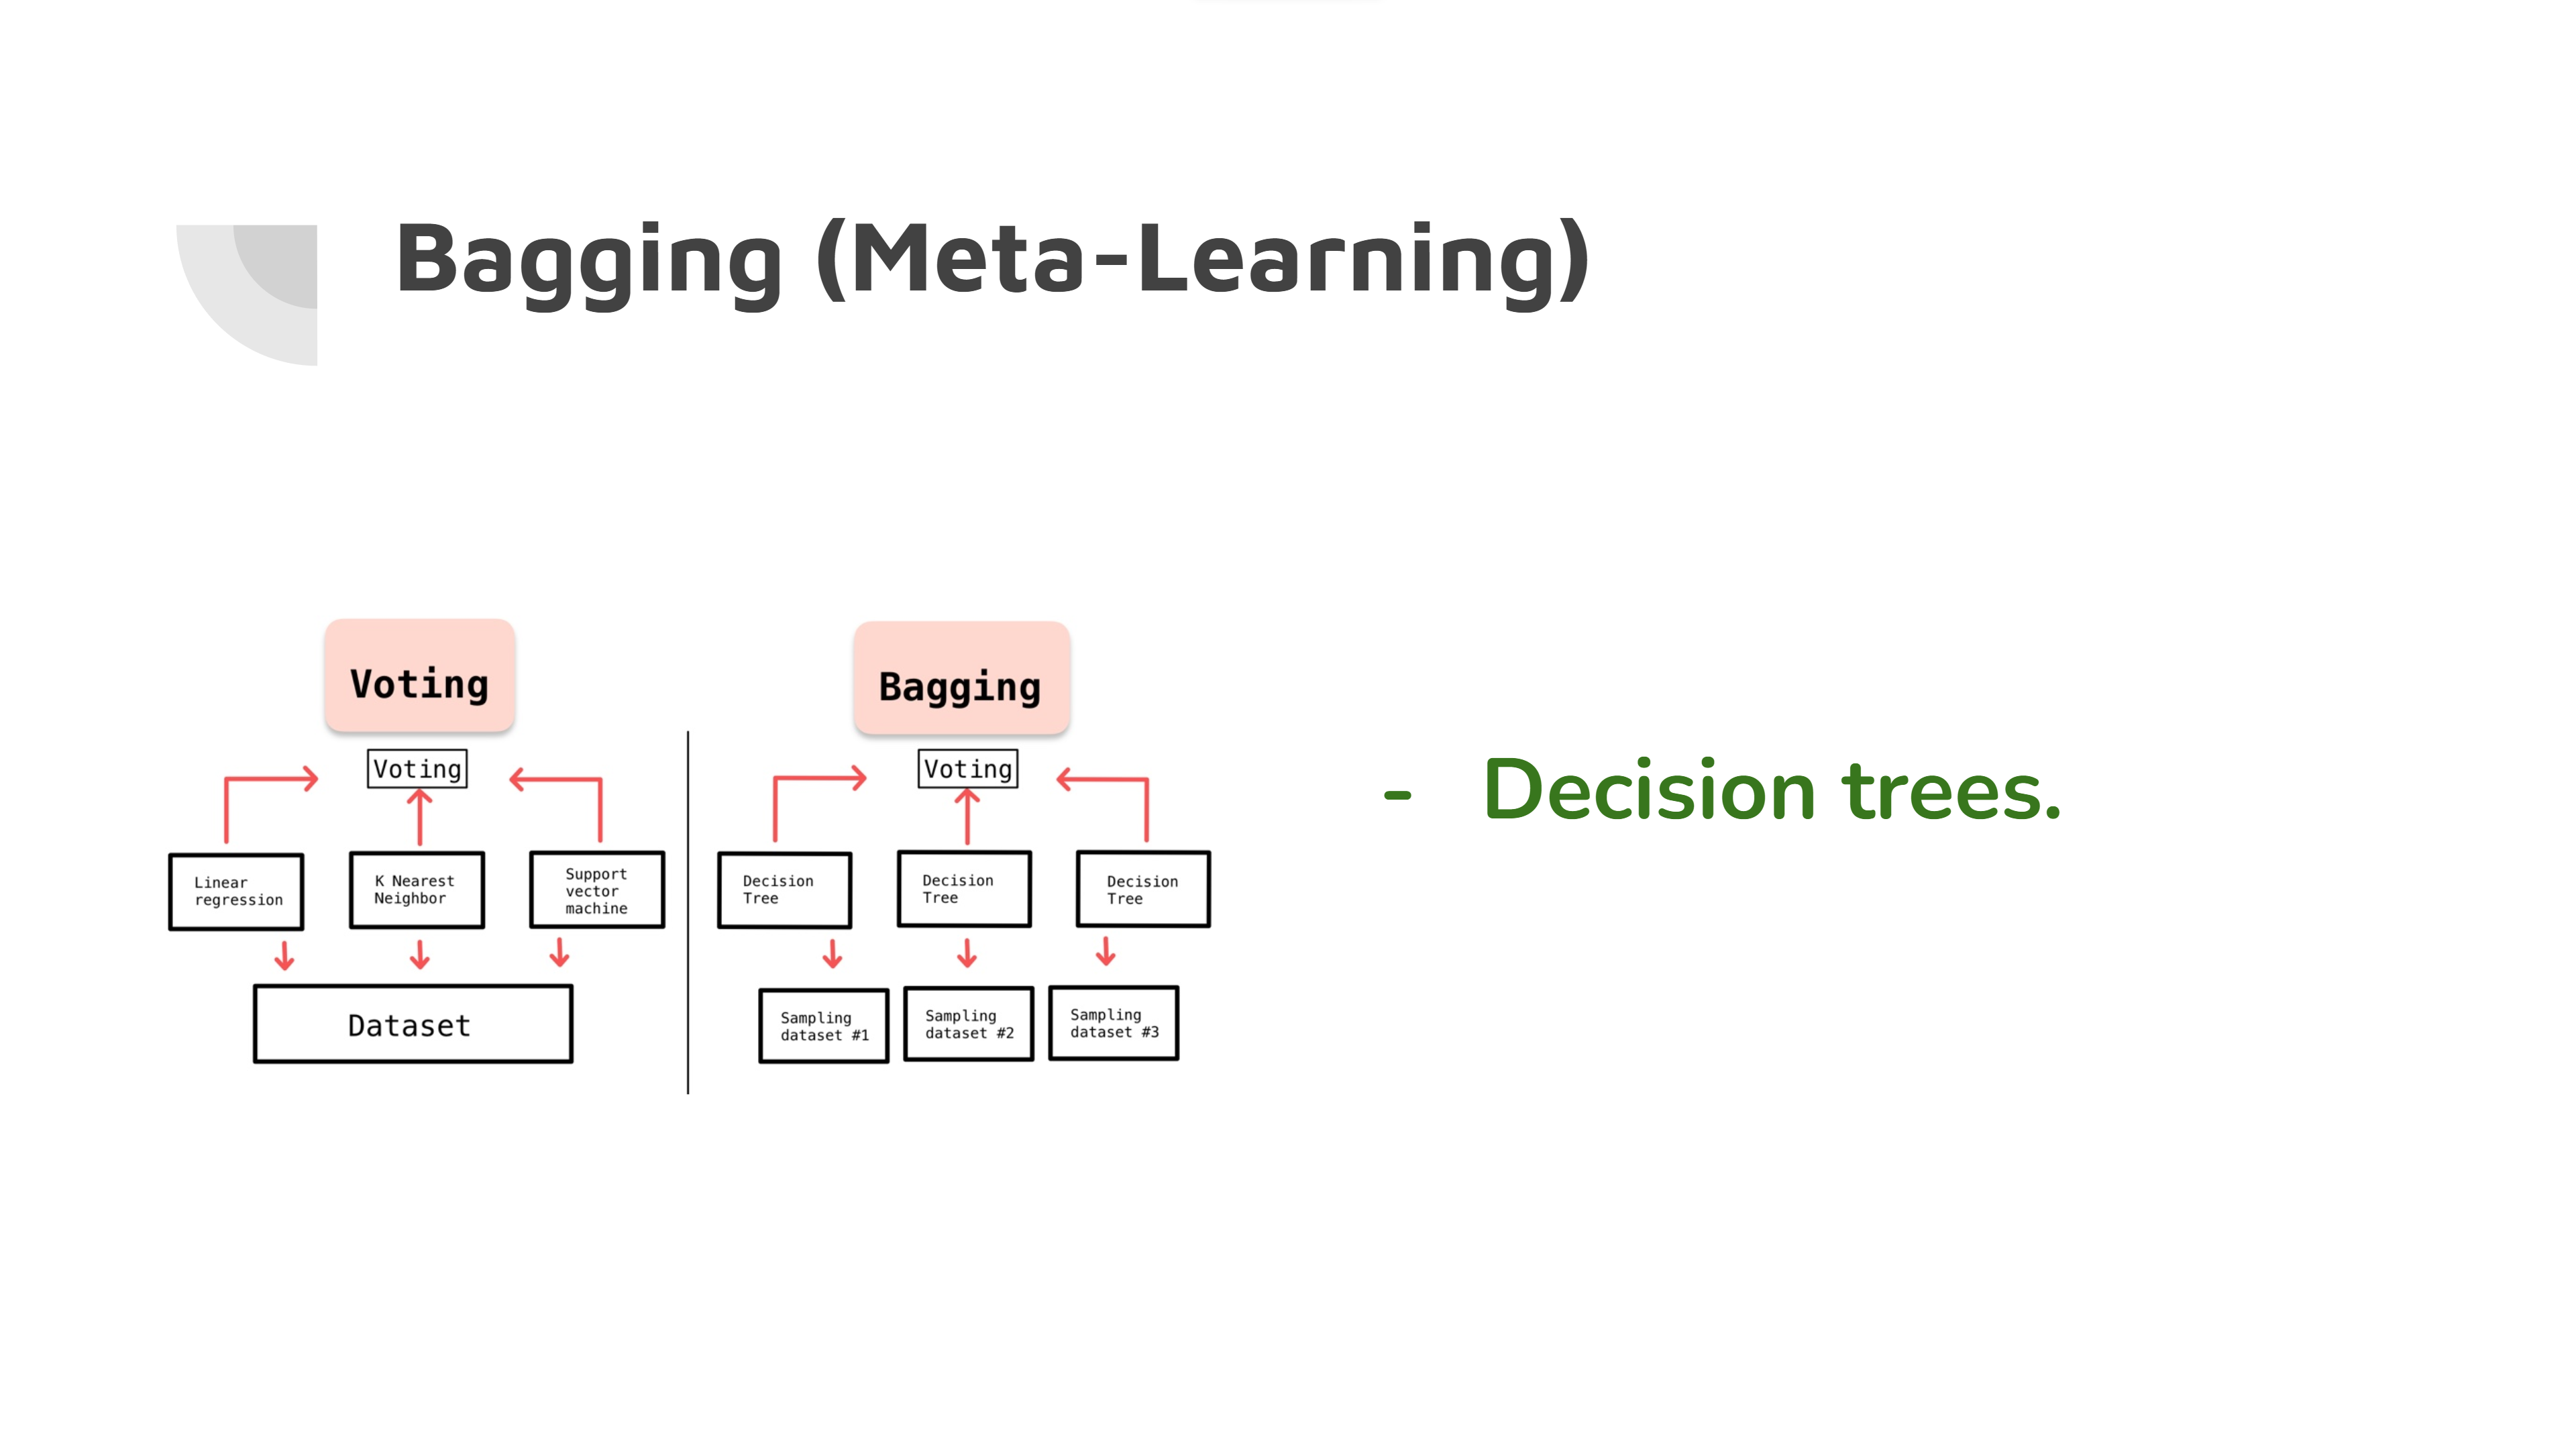 Bagging (Meta-Learning)
Voting
Voting
Linear
regression
K Nearest
Neighbor
Support
vector
machine
Dataset
Bagging
Voting
Decision
Tree
Decision
Tree
Decision
Tree
Sampling
dataset #1
Sampling
dataset #2
Sampling
dataset #3
- Decision trees.